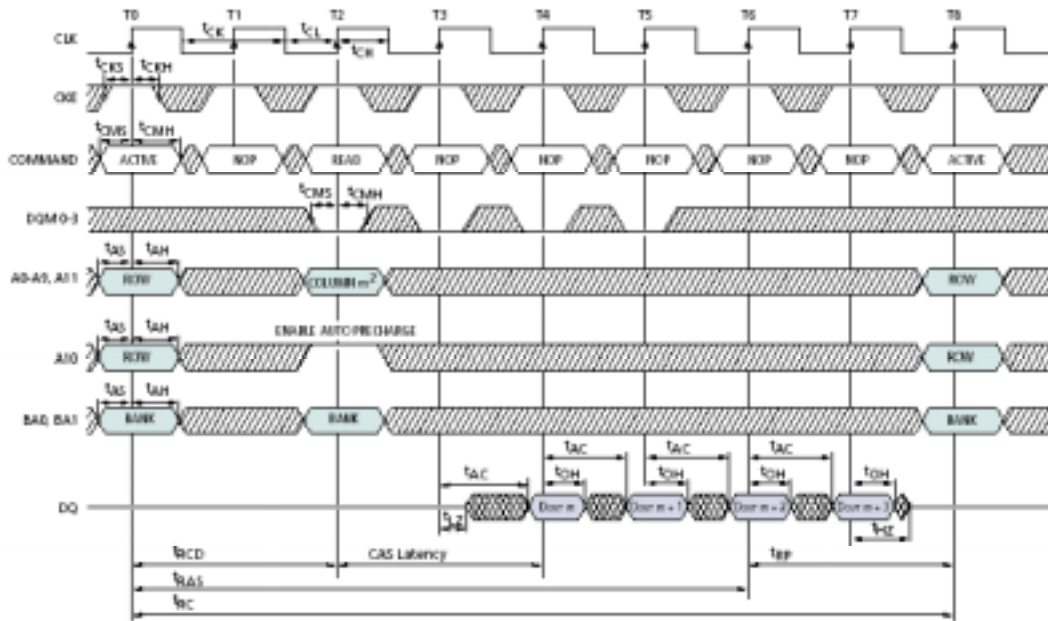 T0 T1 T2 T3 T4 T5 T6 T7 T8
CLK
tCK tCL tCH
tCKS tCKH
CKE
tCMS tCMH
COMMAND ACTIVE NOP READ NOP NOP NOP NOP NOP ACTIVE
tCMS tCMH
DQM 0-3
tAS tAH
A0-A9, A11 ROW COLUMN m2 ROW
tAS tAH ENABLE AUTO PRECHARGE
A10 ROW ROW
tAS tAH
BA0, BA1 BANK BANK BANK
tAC tAC tAC tAC
tOH tOH tOH tOH
DQ DOUT m DOUT m + 1 DOUT m + 2 DOUT m + 3
tLZ tHZ
tRCD CAS Latency tRP
tRAS
tRC